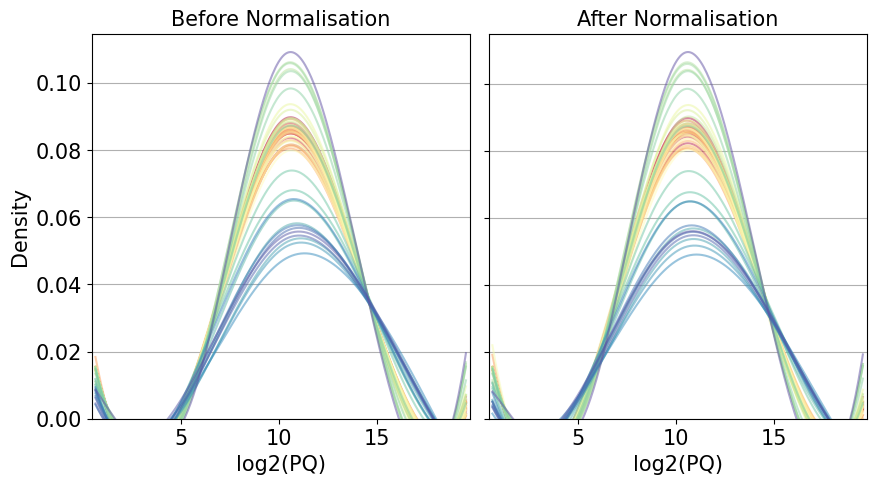 Before Normalisation
After Normalisation
Density
0.10
0.08
0.06
0.04
0.02
0.00
5 10 15
5 10 15
log2(PQ)
log2(PQ)